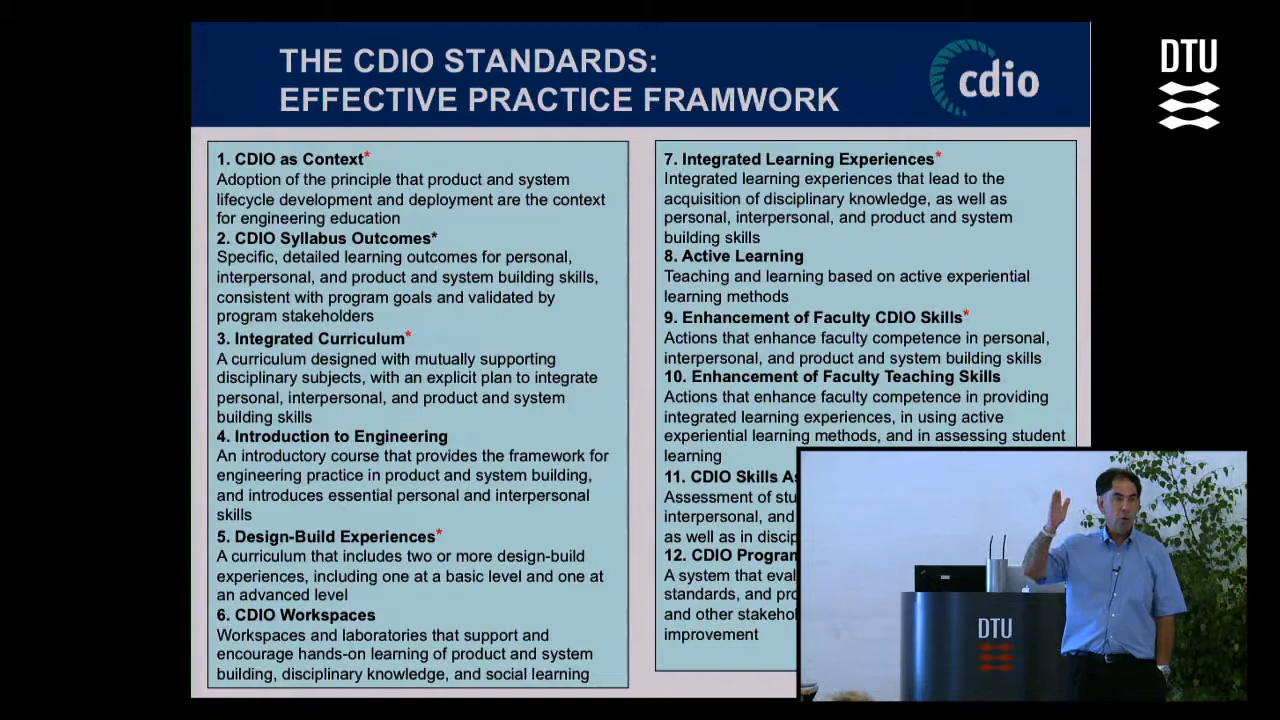 THE CDIO STANDARDS:
EFFECTIVE PRACTICE FRAMWORK
cdio
DTU
1. CDIO as Context*
Adoption of the principle that product and system
lifecycle development and deployment are the context
for engineering education
2. CDIO Syllabus Outcomes*
Specific, detailed learning outcomes for personal,
interpersonal, and product and system building skills,
consistent with program goals and validated by
program stakeholders
3. Integrated Curriculum*
A curriculum designed with mutually supporting
disciplinary subjects, with an explicit plan to integrate
personal, interpersonal, and product and system
building skills
4. Introduction to Engineering
An introductory course that provides the framework for
engineering practice in product and system building,
and introduces essential personal and interpersonal
skills
5. Design-Build Experiences*
A curriculum that includes two or more design-build
experiences, including one at a basic level and one at
an advanced level
6. CDIO Workspaces
Workspaces and laboratories that support and
encourage hands-on learning of product and system
building, disciplinary knowledge, and social learning
7. Integrated Learning Experiences*
Integrated learning experiences that lead to the
acquisition of disciplinary knowledge, as well as
personal, interpersonal, and product and system
building skills
8. Active Learning
Teaching and learning based on active experiential
learning methods
9. Enhancement of Faculty CDIO Skills*
Actions that enhance faculty competence in personal,
interpersonal, and product and system building skills
10. Enhancement of Faculty Teaching Skills
Actions that enhance faculty competence in providing
integrated learning experiences, in using active
experiential learning methods, and in assessing student
learning
11. CDIO Skills As
Assessment of stu
interpersonal, and
as well as in discip
12. CDIO Program
A system that eval
standards, and pro
and other stakehol
improvement
DTU